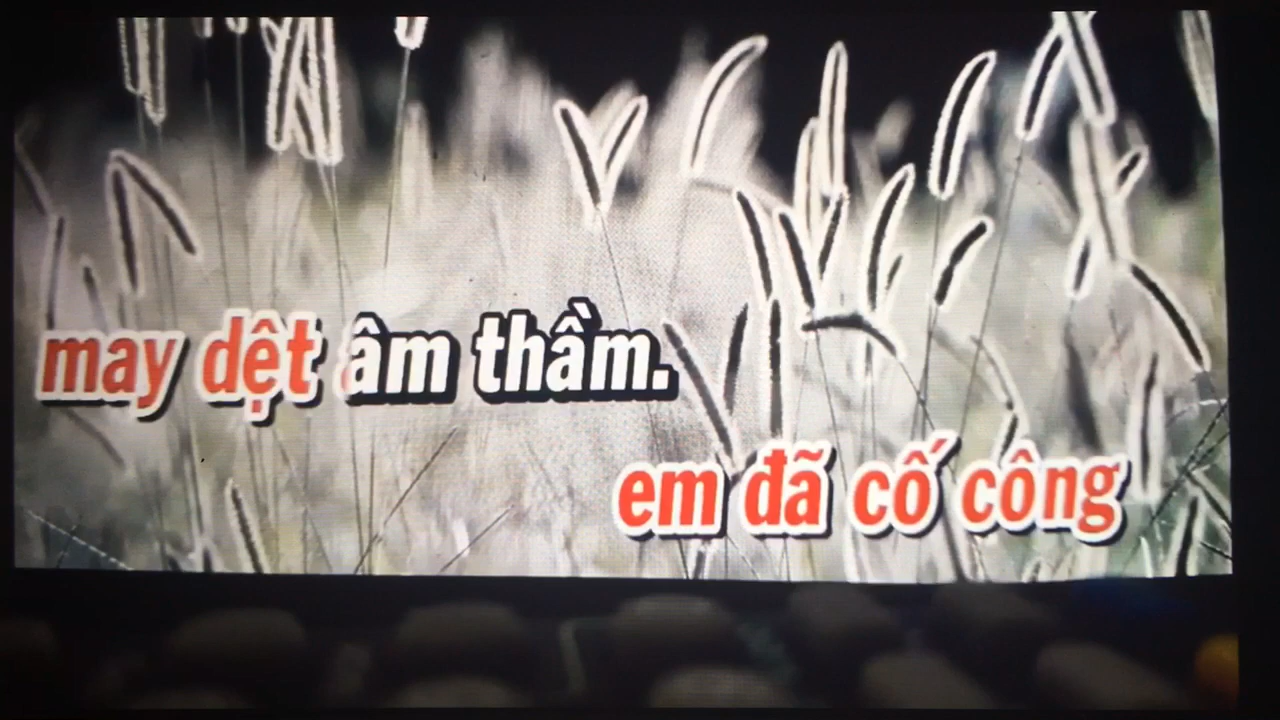 may dệt âm thầm.
em đã cố công